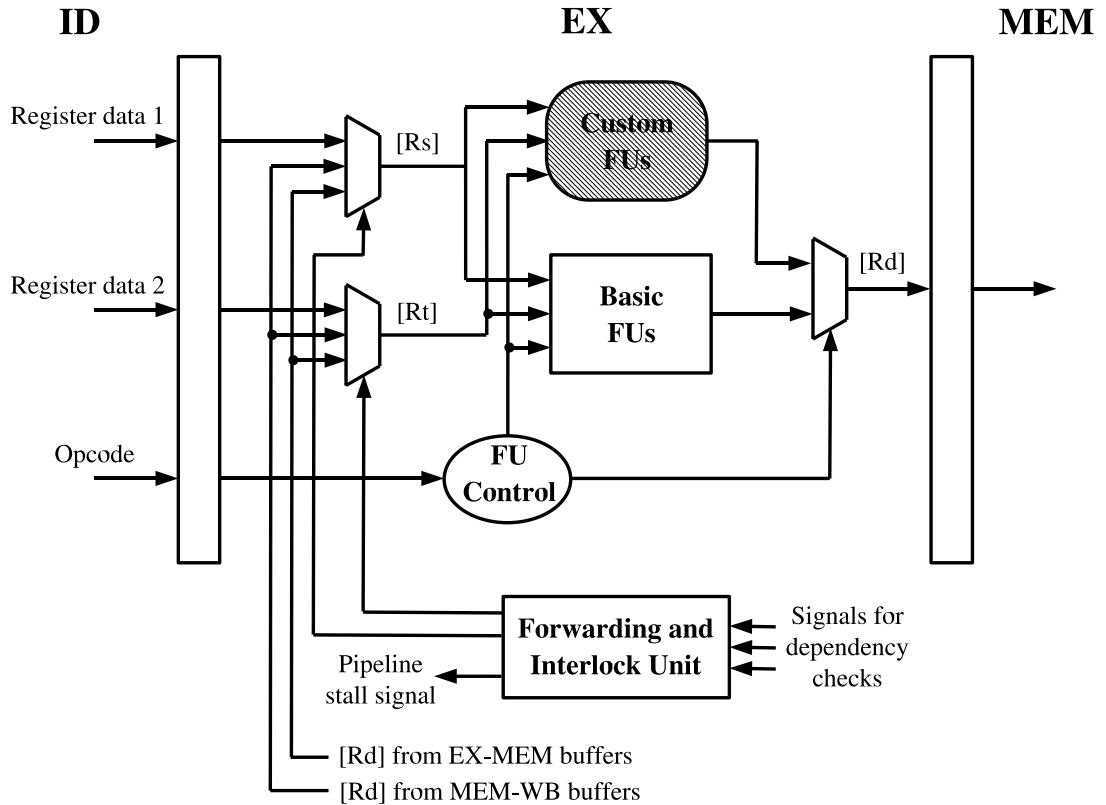 ID
EX
MEM
Register data 1
[Rs]
Custom
FUs
Register data 2
[Rt]
Basic
FUs
[Rd]
Opcode
FU
Control
Forwarding and
Interlock Unit
Signals for
dependency
checks
Pipeline
stall signal
[Rd] from EX-MEM buffers
[Rd] from MEM-WB buffers